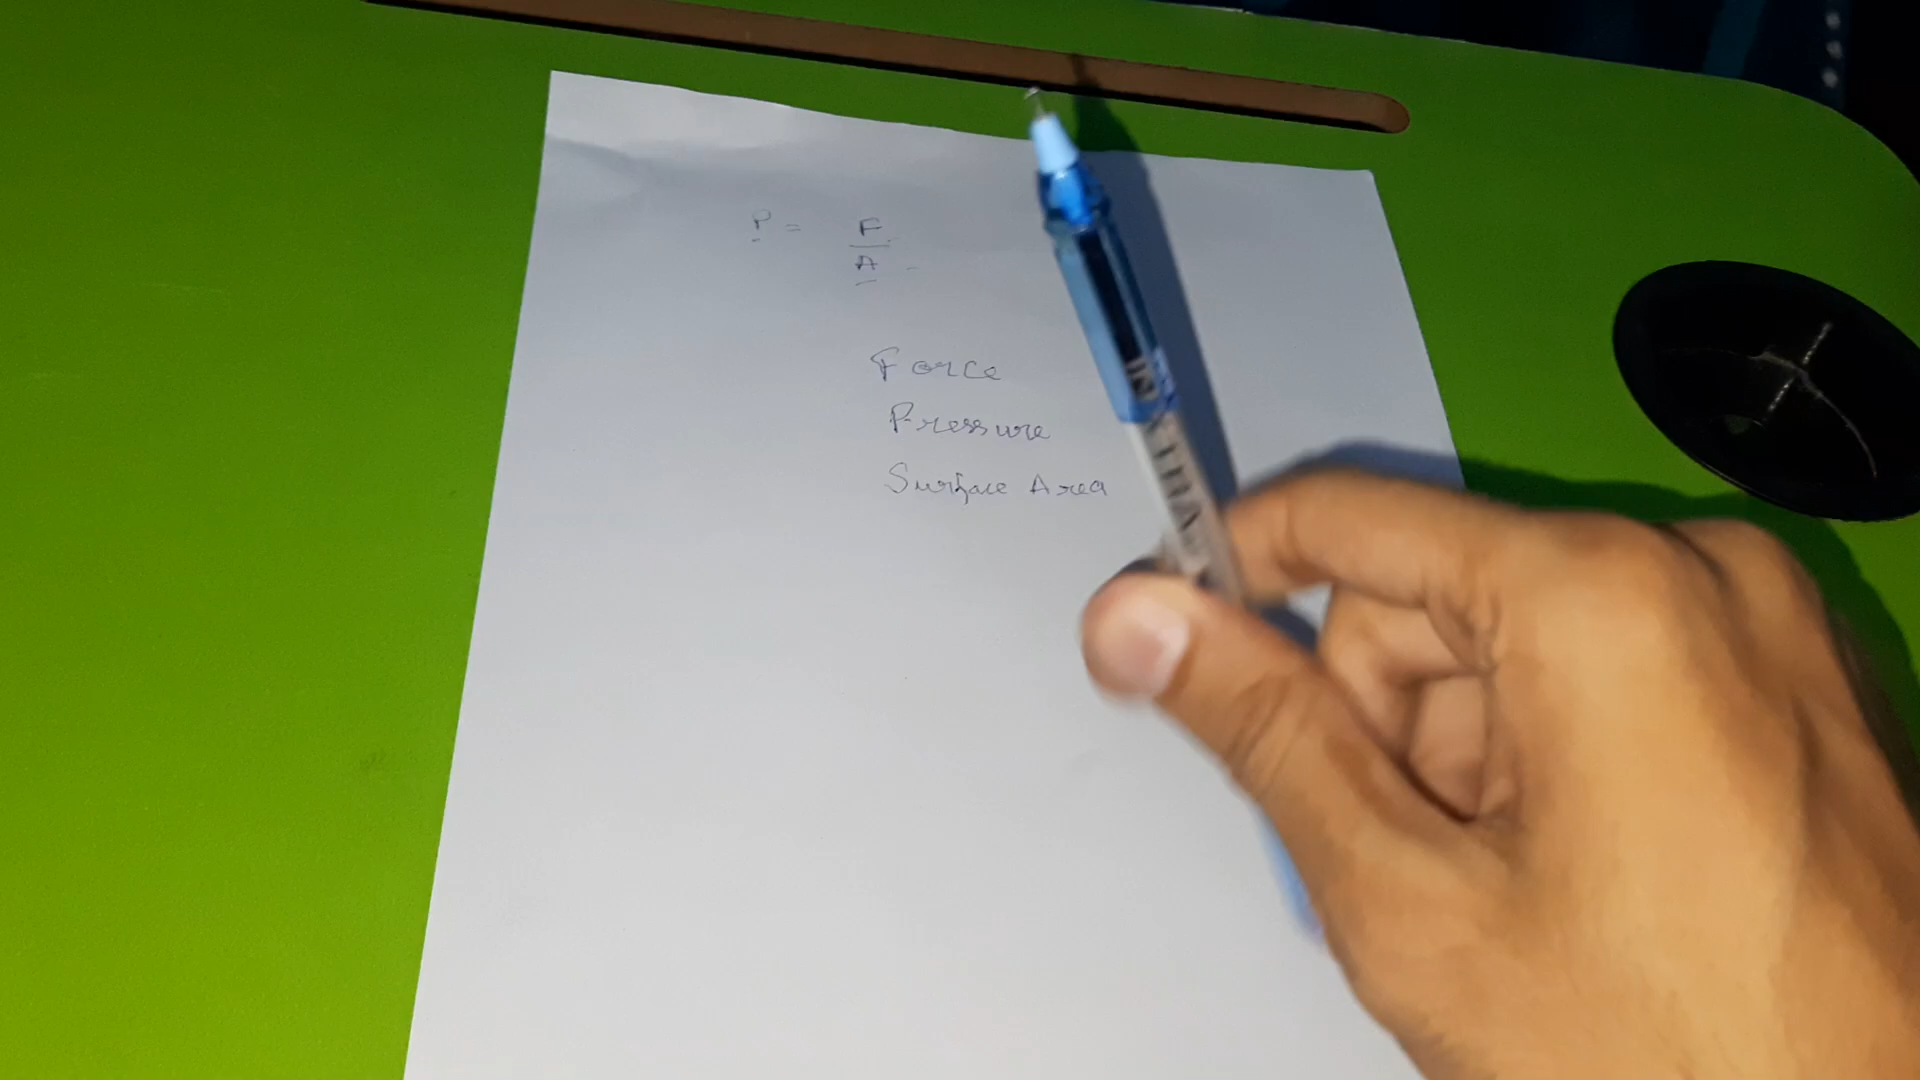 P = F
A
Force
Pressure
Surface Area